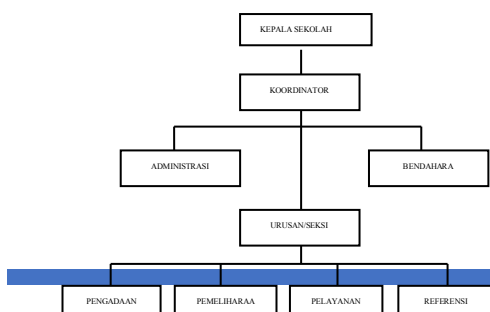 KEPALA SEKOLAH
KOORDINATOR
ADMINISTRASI
BENDAHARA
URUSAN/SEKSI
PENGADAAN
PEMELIHARAA
PELAYANAN
REFERENSI